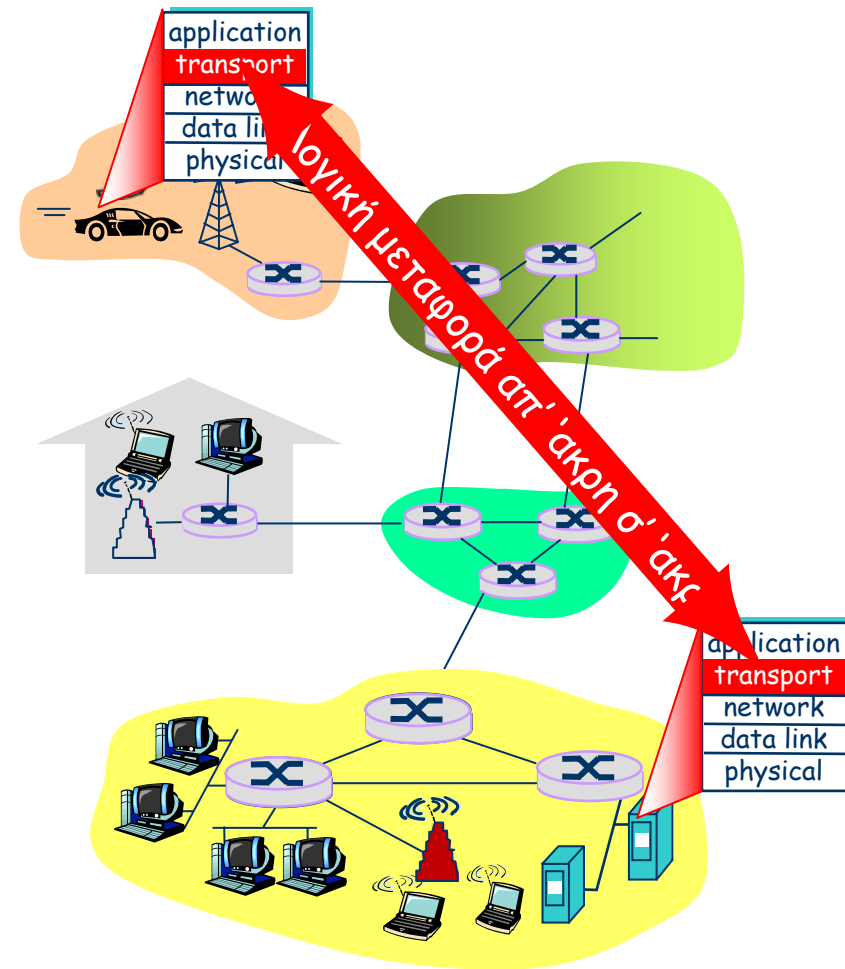 application
transport
network
data link
physical
λογική μεταφορά απ’ ‘άκρη σ’ ‘άκρ
application
transport
network
data link
physical